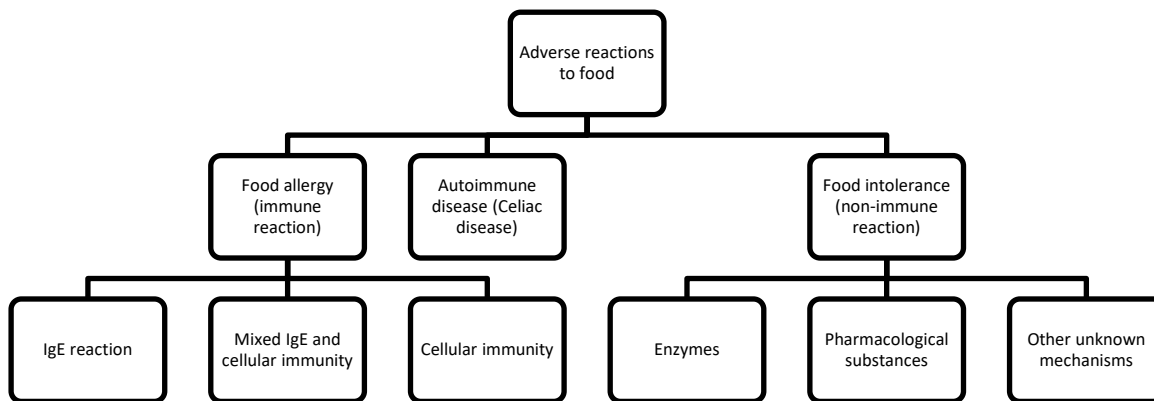 Adverse reactions
to food
Food allergy
(immune
reaction)
Autoimmune
disease (Celiac
disease)
Food intolerance
(non-immune
reaction)
IgE reaction
Mixed IgE and
cellular immunity
Cellular immunity
Enzymes
Pharmacological
substances
Other unknown
mechanisms